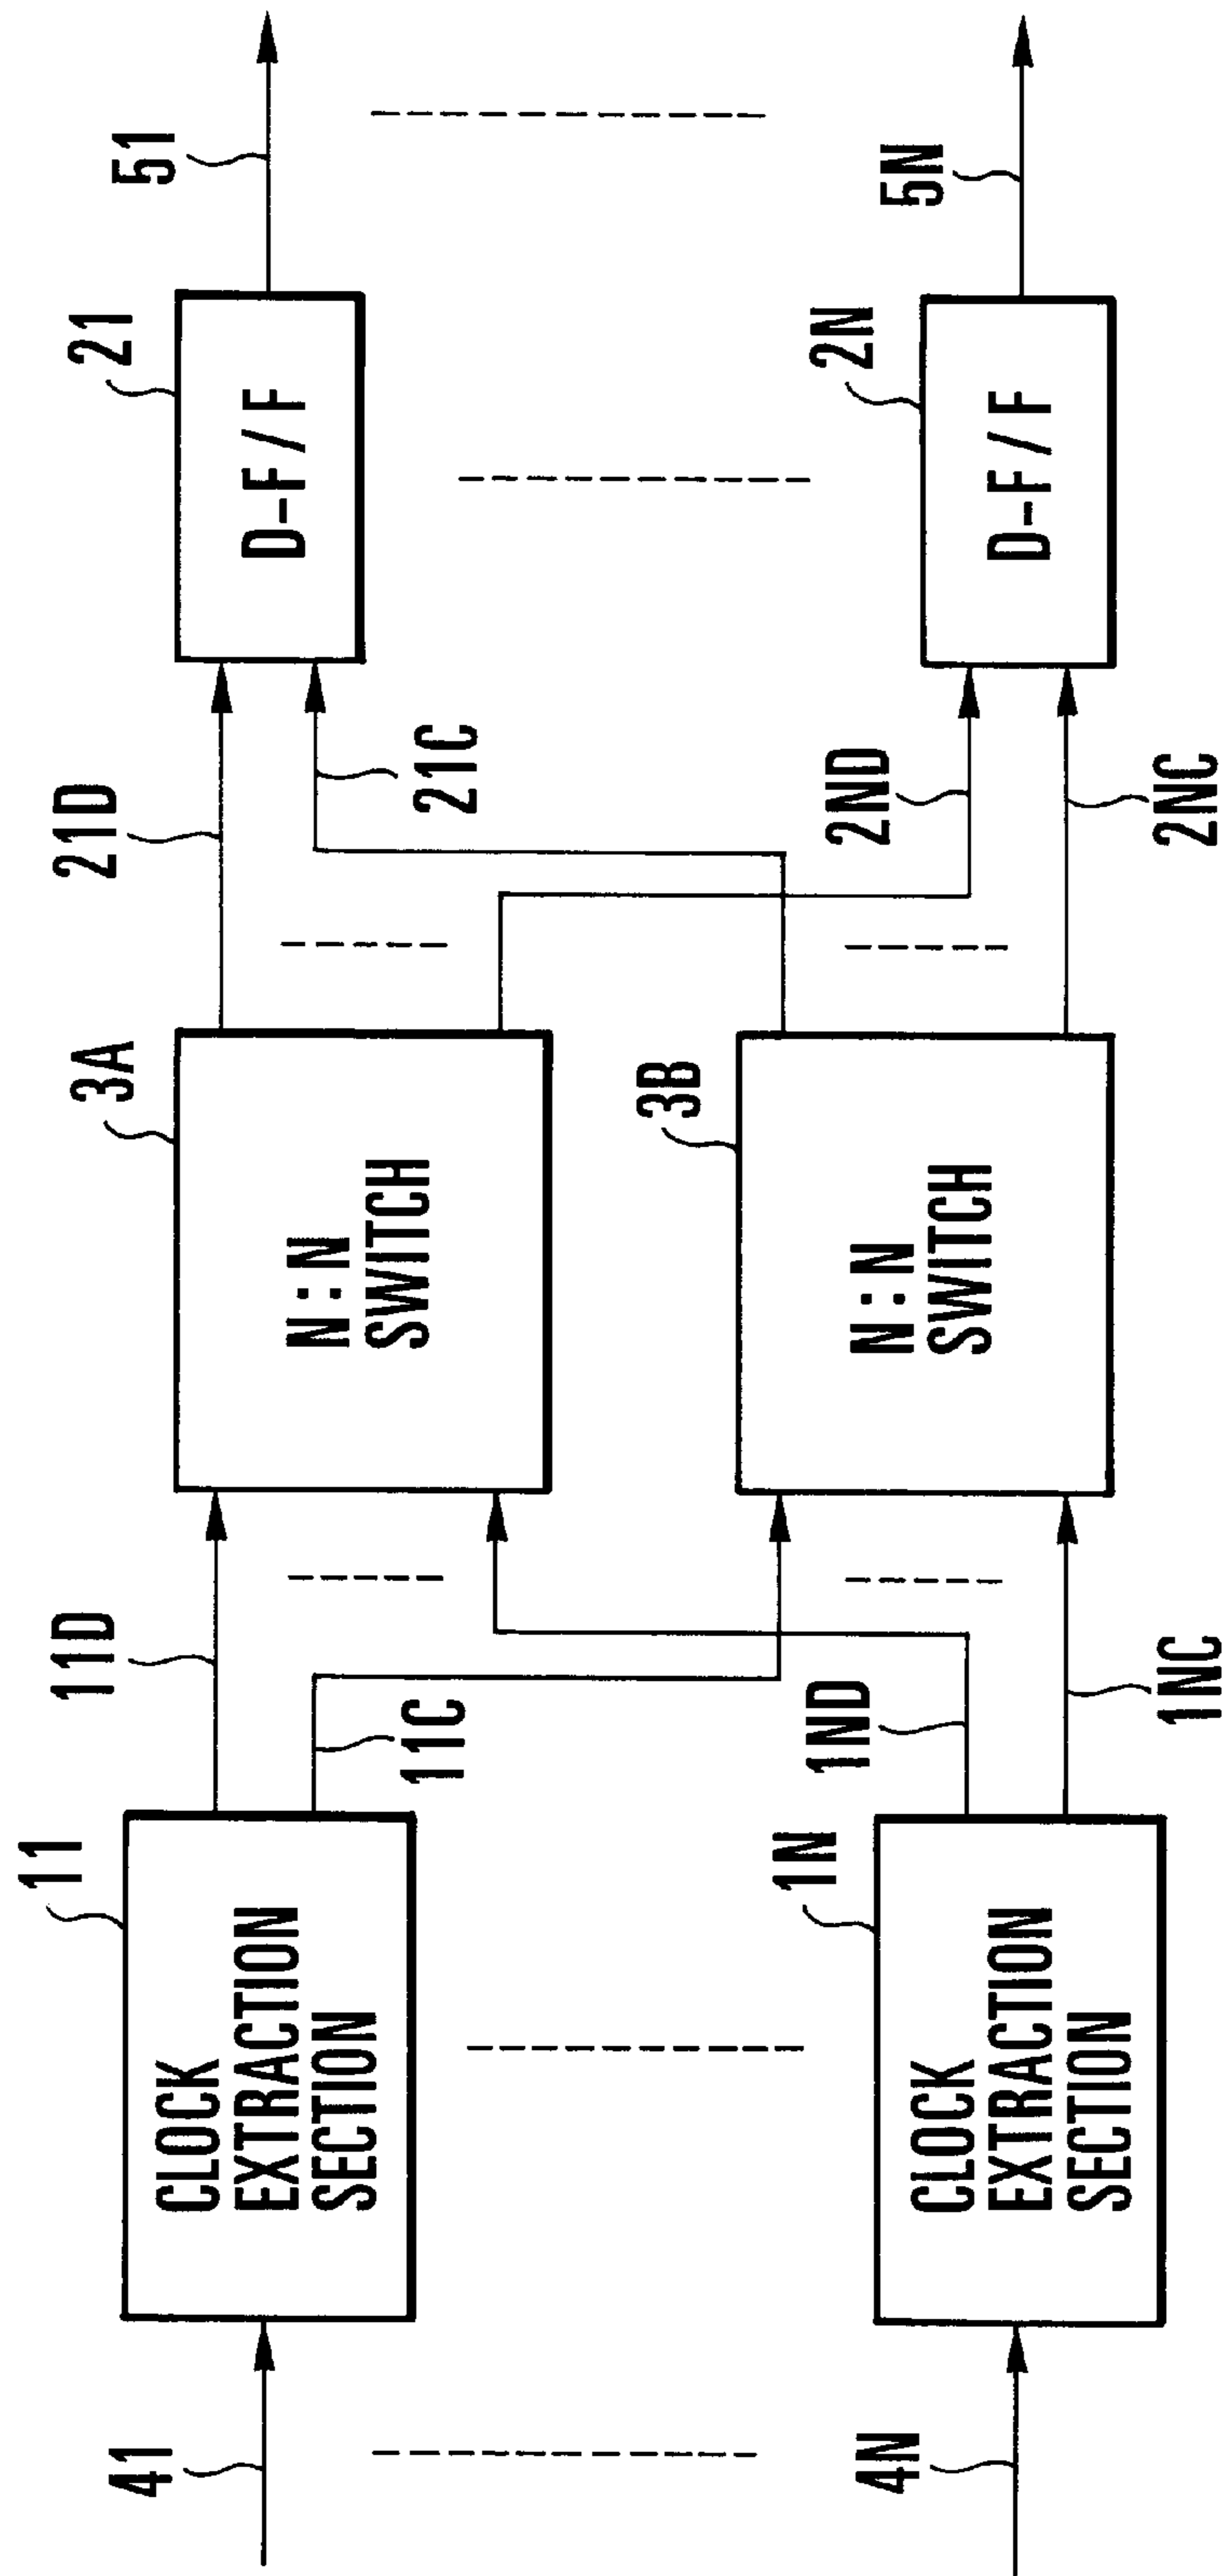 41
4N
11
CLOCK
EXTRACTION
SECTION
1N
CLOCK
EXTRACTION
SECTION
11D
11C
1ND
1NC
3A
N:N
SWITCH
3B
N:N
SWITCH
21D
21C
2ND
2NC
21
D-F/F
2N
D-F/F
51
5N